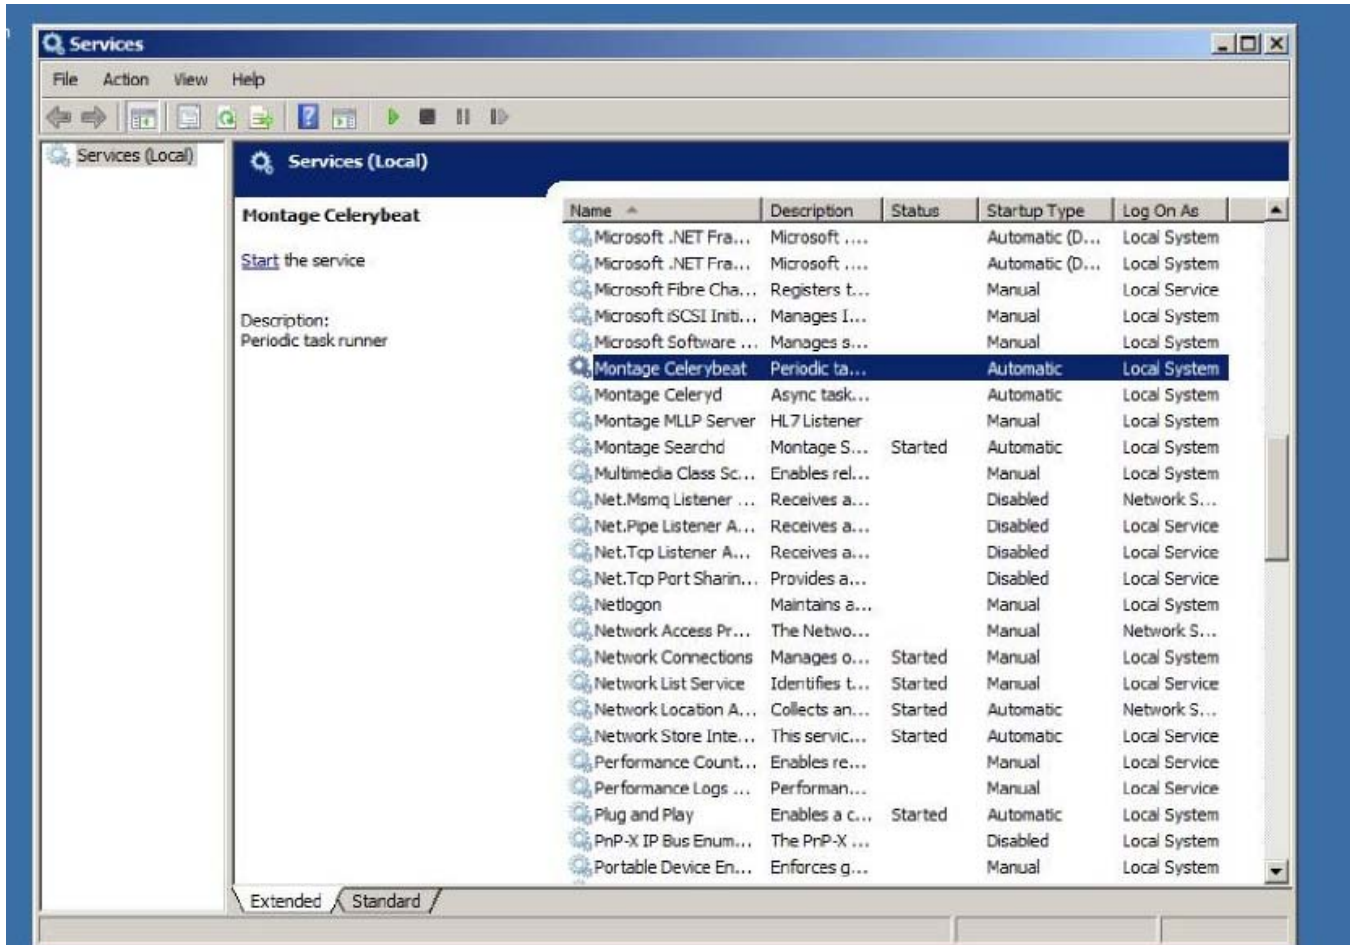 Services
File Action View Help
Services (Local)
Services (Local)
Montage Celerybeat
Start the service
Description:
Periodic task runner
Name Description Status Startup Type Log On As
Microsoft .NET Fra... Microsoft .... Automatic (D... Local System
Microsoft .NET Fra... Microsoft .... Automatic (D... Local System
Microsoft Fibre Cha... Registers t... Manual Local Service
Microsoft iSCSI Initi... Manages I... Manual Local System
Microsoft Software ... Manages s... Manual Local System
Montage Celerybeat Periodic ta... Automatic Local System
Montage Celeryd Async task... Automatic Local System
Montage MLLP Server HL7 Listener Manual Local System
Montage Searchd Montage S... Started Automatic Local System
Multimedia Class Sc... Enables rel... Manual Local System
Net.Msmq Listener ... Receives a... Disabled Network S...
Net.Pipe Listener A... Receives a... Disabled Local Service
Net.Tcp Listener A... Receives a... Disabled Local Service
Net.Tcp Port Sharin... Provides a... Disabled Local Service
Netlogon Maintains a... Manual Local System
Network Access Pr... The Netwo... Manual Network S...
Network Connections Manages o... Started Manual Local System
Network List Service Identifies t... Started Manual Local Service
Network Location A... Collects an... Started Automatic Network S...
Network Store Inte... This servic... Started Automatic Local Service
Performance Count... Enables re... Manual Local Service
Performance Logs ... Performan... Manual Local Service
Plug and Play Enables a c... Started Automatic Local System
PnP-X IP Bus Enum... The PnP-X ... Disabled Local System
Portable Device En... Enforces g... Manual Local System
Extended Standard